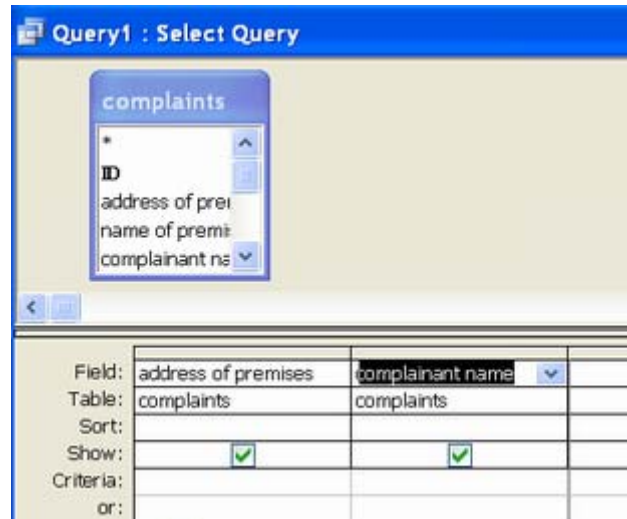 Query1 : Select Query
complaints
*
ID
address of prei
name of premis
complainant na
Field: address of premises complainant name
Table: complaints complaints
Sort:
Show:
Criteria:
or: